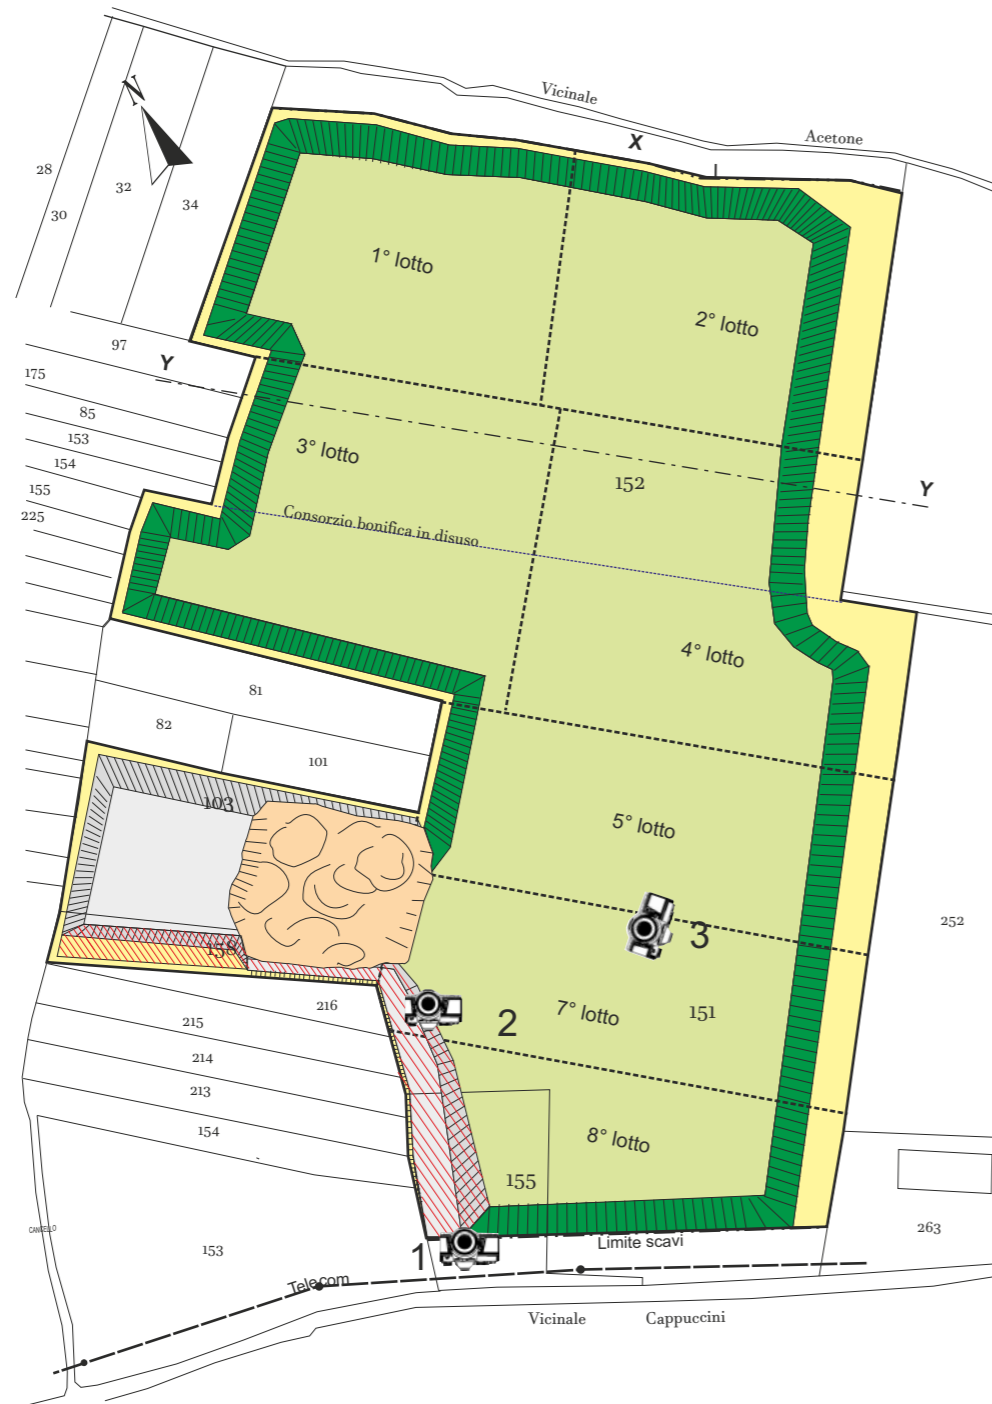 Vicinale
Acetone
N
X
28
30
32
34
1° lotto
2° lotto
97
Y
175
85
153
154
155
225
3° lotto
152
Y
Consorzio bonifica in disuso
4° lotto
81
82
101
103
5° lotto
3
252
158
216
215
214
213
154
2
7° lotto
151
8° lotto
155
CANCELLO
153
1
Limite scavi
263
Telecom
Vicinale
Cappuccini